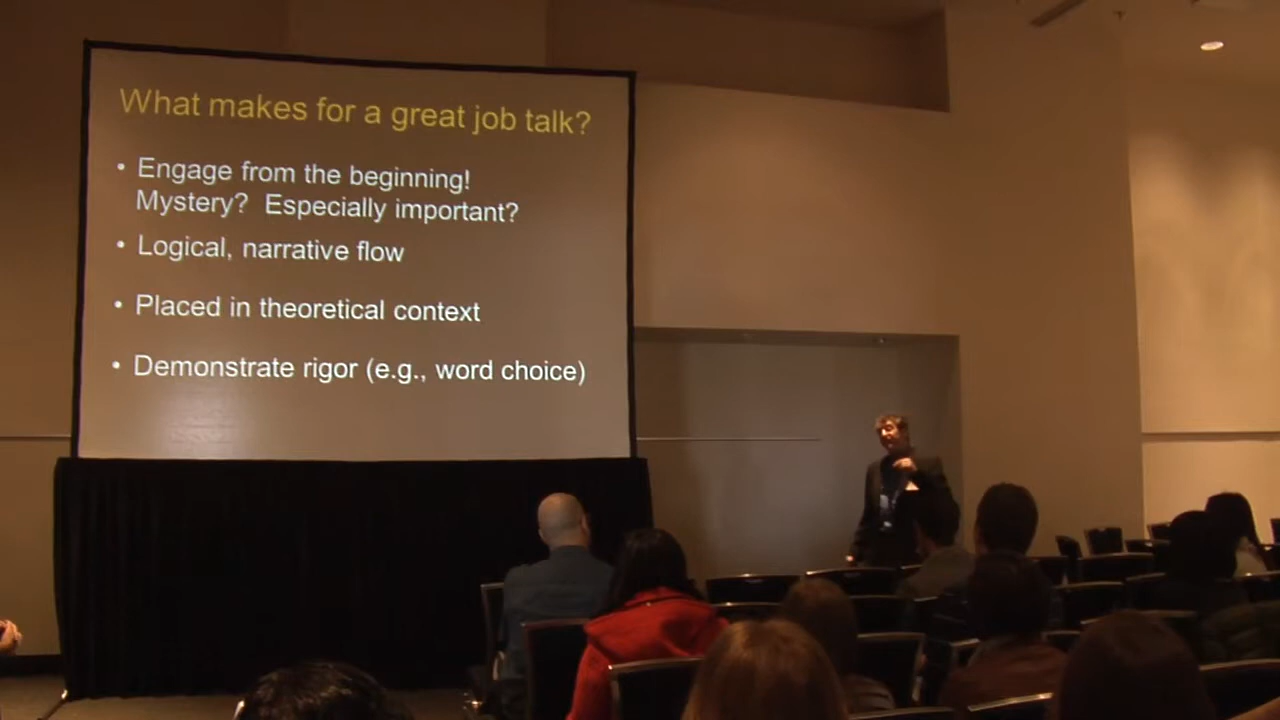 What makes for a great job talk?
• Engage from the beginning!
Mystery?  Especially important?
• Logical, narrative flow
• Placed in theoretical context
• Demonstrate rigor (e.g., word choice)